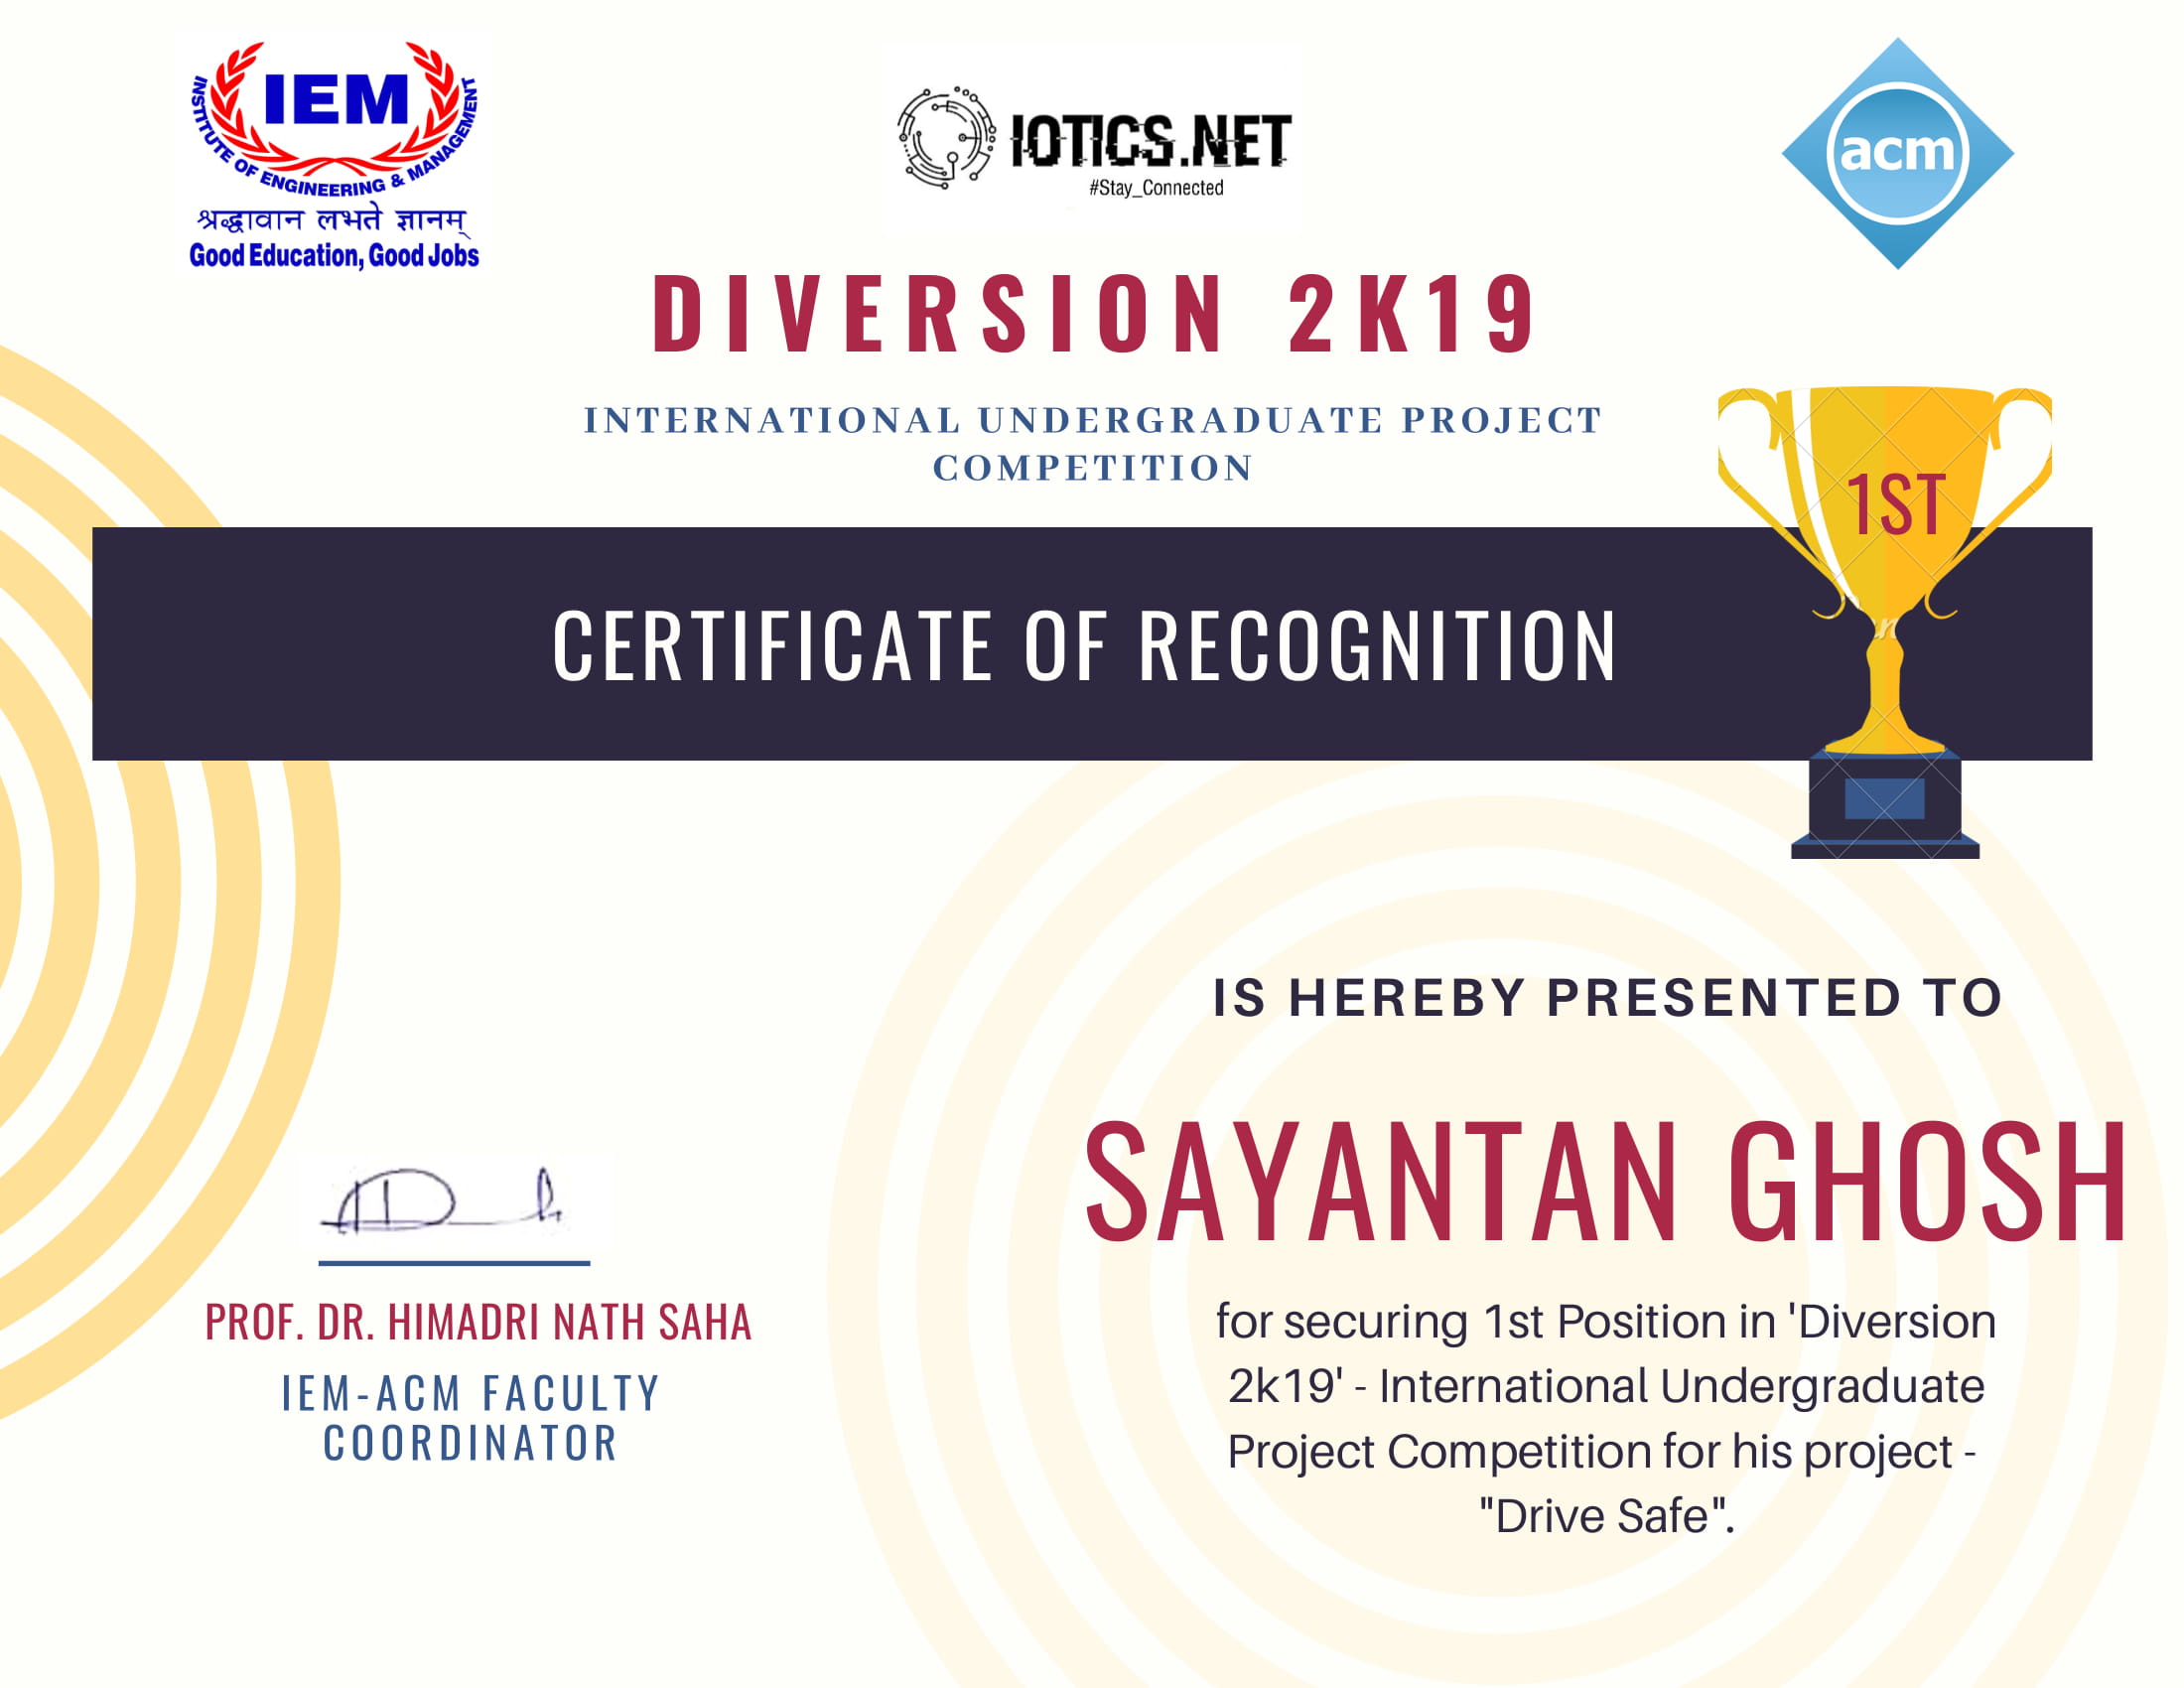 IEM
INSTITUTE OF ENGINEERING & MANAGEMENT
श्रद्धावान लभते ज्ञानम्
Good Education, Good Jobs
IOTICS.NET
#Stay_Connected
acm
DIVERSION 2K19
INTERNATIONAL UNDERGRADUATE PROJECT
COMPETITION
1ST
CERTIFICATE OF RECOGNITION
IS HEREBY PRESENTED TO
SAYANTAN GHOSH
for securing 1st Position in 'Diversion
2k19' - International Undergraduate
Project Competition for his project -
"Drive Safe".
PROF. DR. HIMADRI NATH SAHA
IEM-ACM FACULTY
COORDINATOR